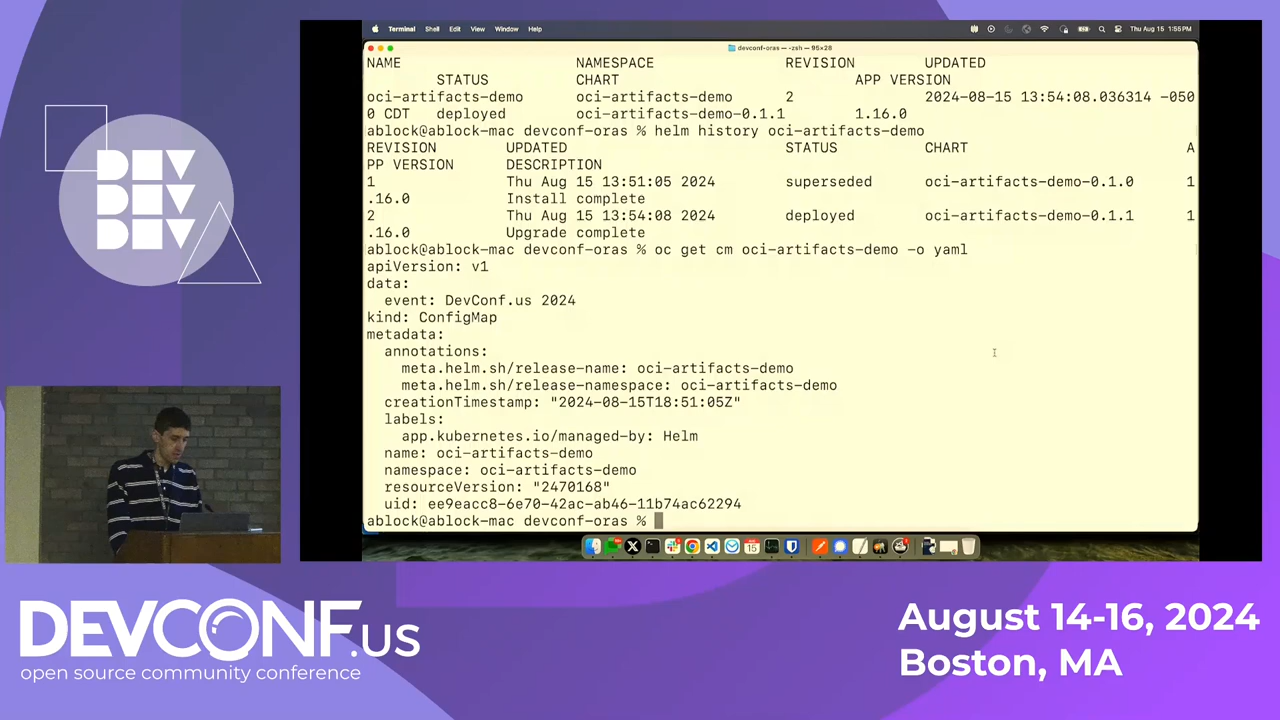 Terminal Shell Edit View Window Help
Thu Aug 15 1:55PM
devconf-oras — -zsh — 95×28
NAME NAMESPACE REVISION UPDATED
STATUS CHART APP VERSION
oci-artifacts-demo oci-artifacts-demo 2 2024-08-15 13:54:08.036314 -050
0 CDT deployed oci-artifacts-demo-0.1.1 1.16.0
ablock@ablock-mac devconf-oras % helm history oci-artifacts-demo
REVISION UPDATED STATUS CHART A
PP VERSION DESCRIPTION
1 Thu Aug 15 13:51:05 2024 superseded oci-artifacts-demo-0.1.0 1
.16.0 Install complete
2 Thu Aug 15 13:54:08 2024 deployed oci-artifacts-demo-0.1.1 1
.16.0 Upgrade complete
ablock@ablock-mac devconf-oras % oc get cm oci-artifacts-demo -o yaml
apiVersion: v1
data:
event: DevConf.us 2024
kind: ConfigMap
metadata:
annotations:
meta.helm.sh/release-name: oci-artifacts-demo
meta.helm.sh/release-namespace: oci-artifacts-demo
creationTimestamp: "2024-08-15T18:51:05Z"
labels:
app.kubernetes.io/managed-by: Helm
name: oci-artifacts-demo
namespace: oci-artifacts-demo
resourceVersion: "2470168"
uid: ee9eacc8-6e70-42ac-ab46-11b74ac62294
ablock@ablock-mac devconf-oras %
DEV
DEV
DEV
DEVCONF.US
open source community conference
August 14-16, 2024
Boston, MA